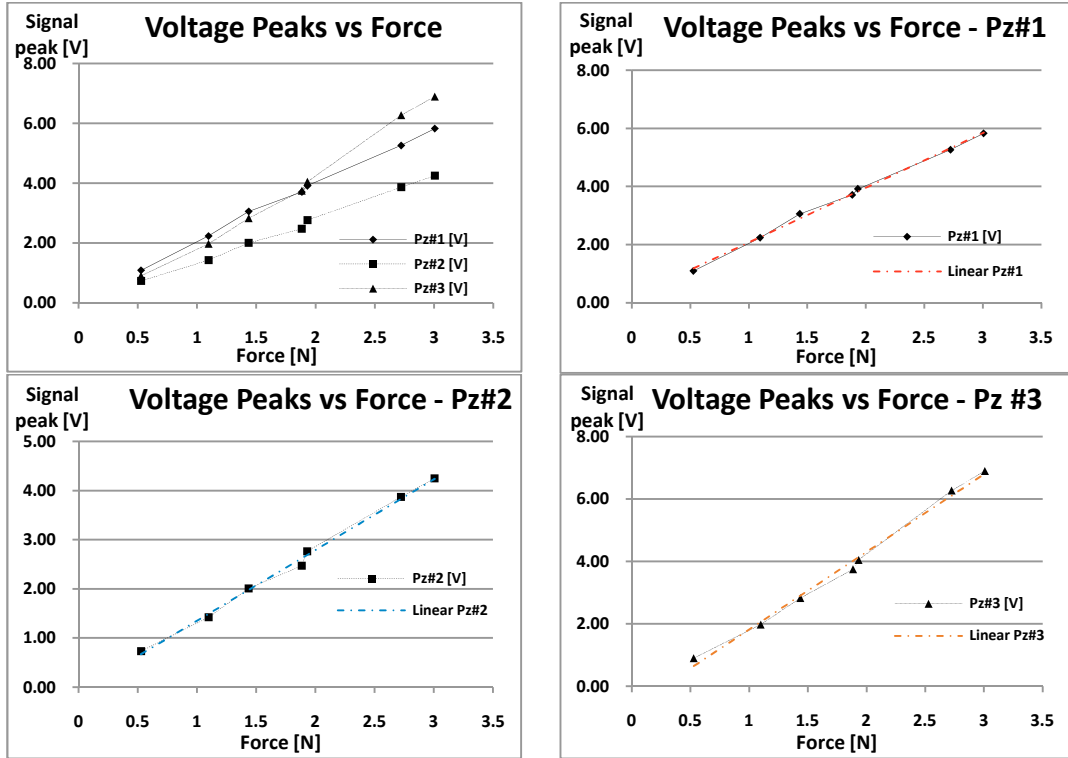 Signal
peak [V]
Voltage Peaks vs Force
8.00
6.00
4.00
2.00
0.00
Pz#1 [V]
Pz#2 [V]
Pz#3 [V]
0 0.5 1 1.5 2 2.5 3 3.5
Force [N]
Signal
peak [V]
Voltage Peaks vs Force - Pz#1
8.00
6.00
4.00
2.00
0.00
Pz#1 [V]
Linear Pz#1
0 0.5 1 1.5 2 2.5 3 3.5
Force [N]
Signal
peak [V]
Voltage Peaks vs Force - Pz#2
5.00
4.00
3.00
2.00
1.00
0.00
Pz#2 [V]
Linear Pz#2
0 0.5 1 1.5 2 2.5 3 3.5
Force [N]
Signal
peak [V]
Voltage Peaks vs Force - Pz #3
8.00
6.00
4.00
2.00
0.00
Pz#3 [V]
Linear Pz#3
0 0.5 1 1.5 2 2.5 3 3.5
Force [N]